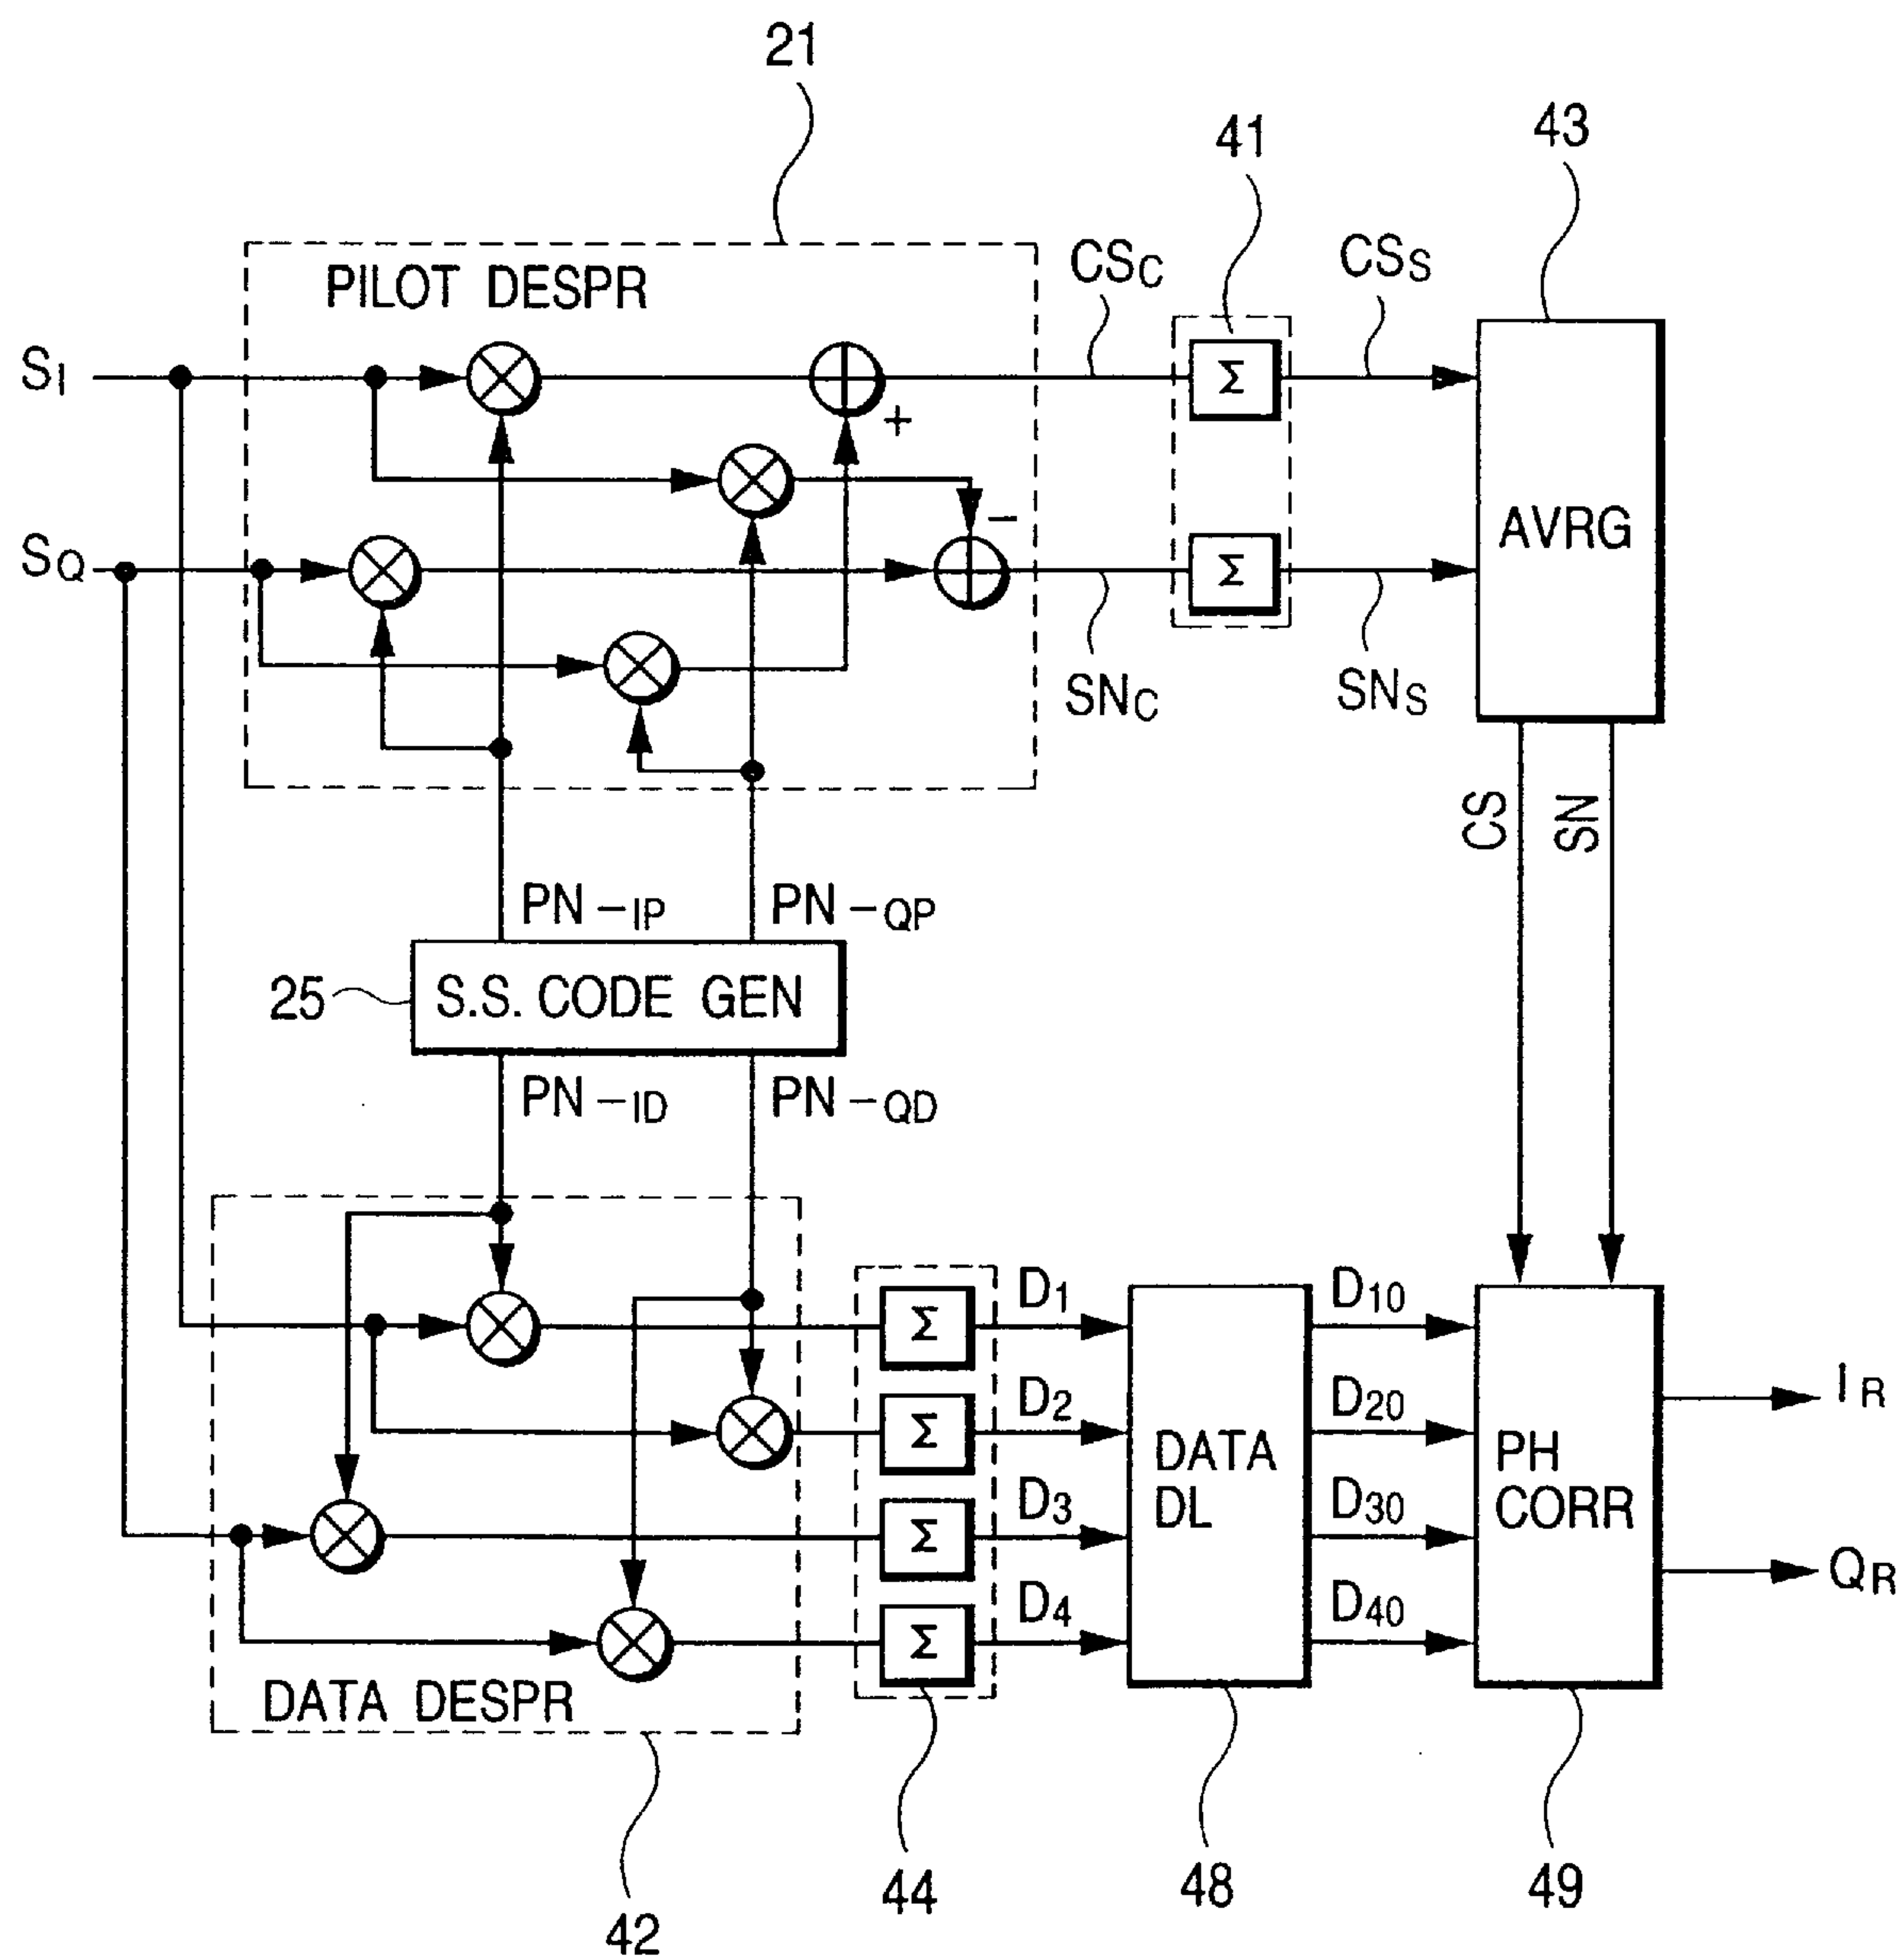 21
41
43
PILOT DESPR
CSC
CSS
SI
Σ
+
−
AVRG
SQ
Σ
SNC
SNS
CS
SN
PN-IP
PN-QP
25
S.S. CODE GEN
PN-ID
PN-QD
Σ
D1
D10
IR
Σ
D2
DATA
DL
D20
PH
CORR
Σ
D3
D30
QR
Σ
D4
D40
DATA DESPR
42
44
48
49